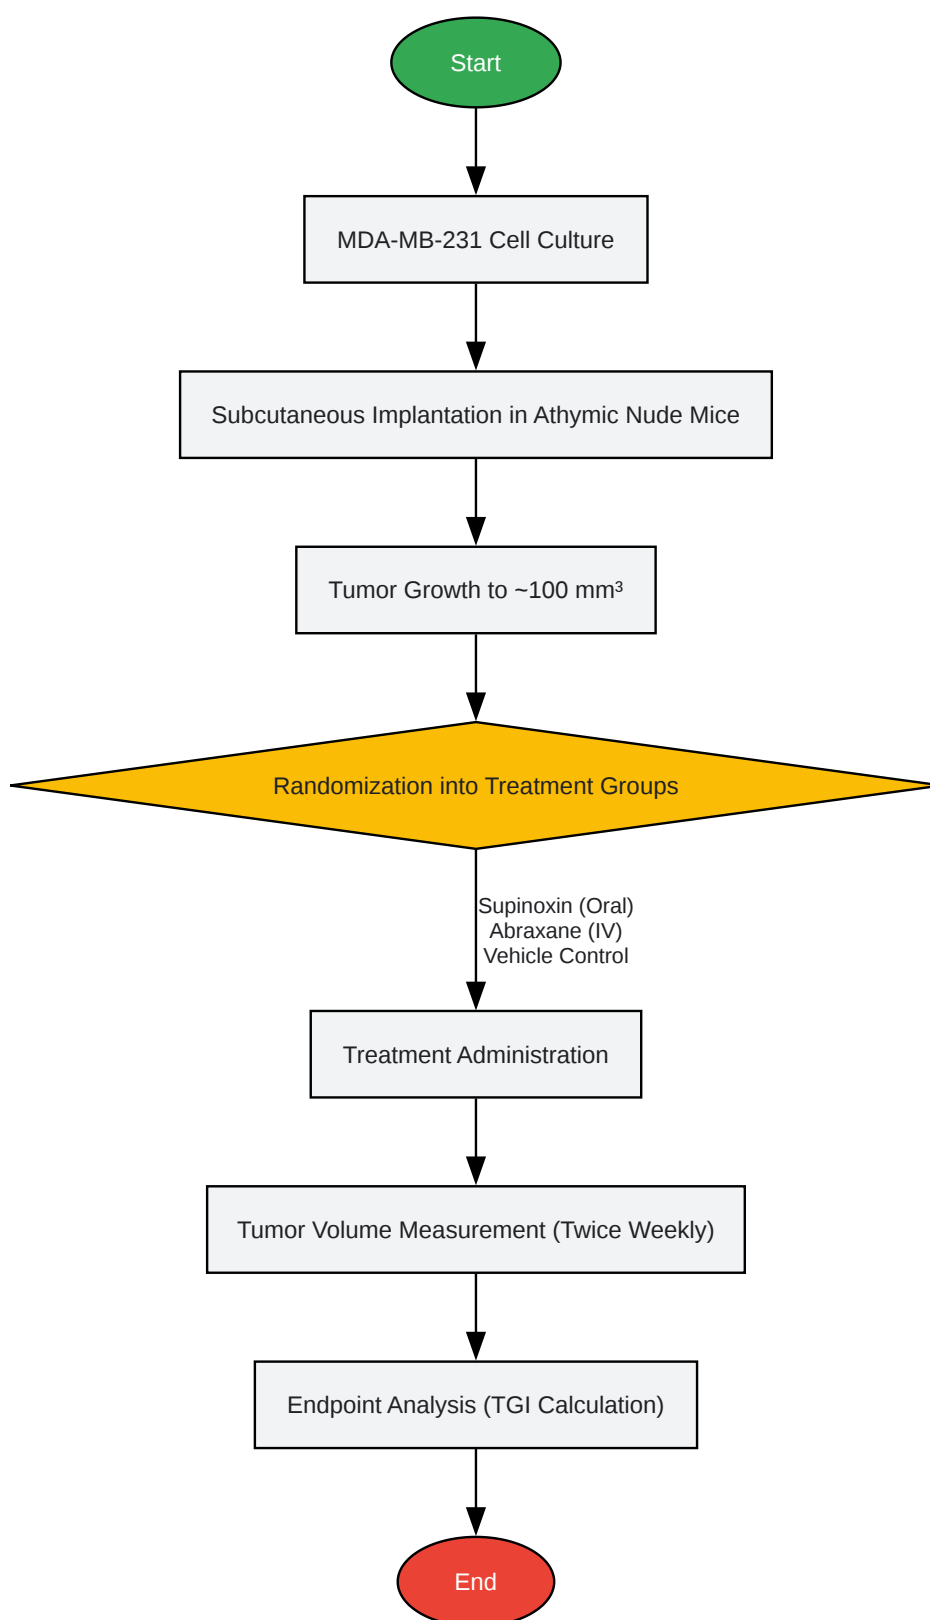 Start
MDA-MB-231 Cell Culture
Subcutaneous Implantation in Athymic Nude Mice
Tumor Growth to ~100 mm³
Randomization into Treatment Groups
Supinoxin (Oral)
Abraxane (IV)
Vehicle Control
Treatment Administration
Tumor Volume Measurement (Twice Weekly)
Endpoint Analysis (TGI Calculation)
End